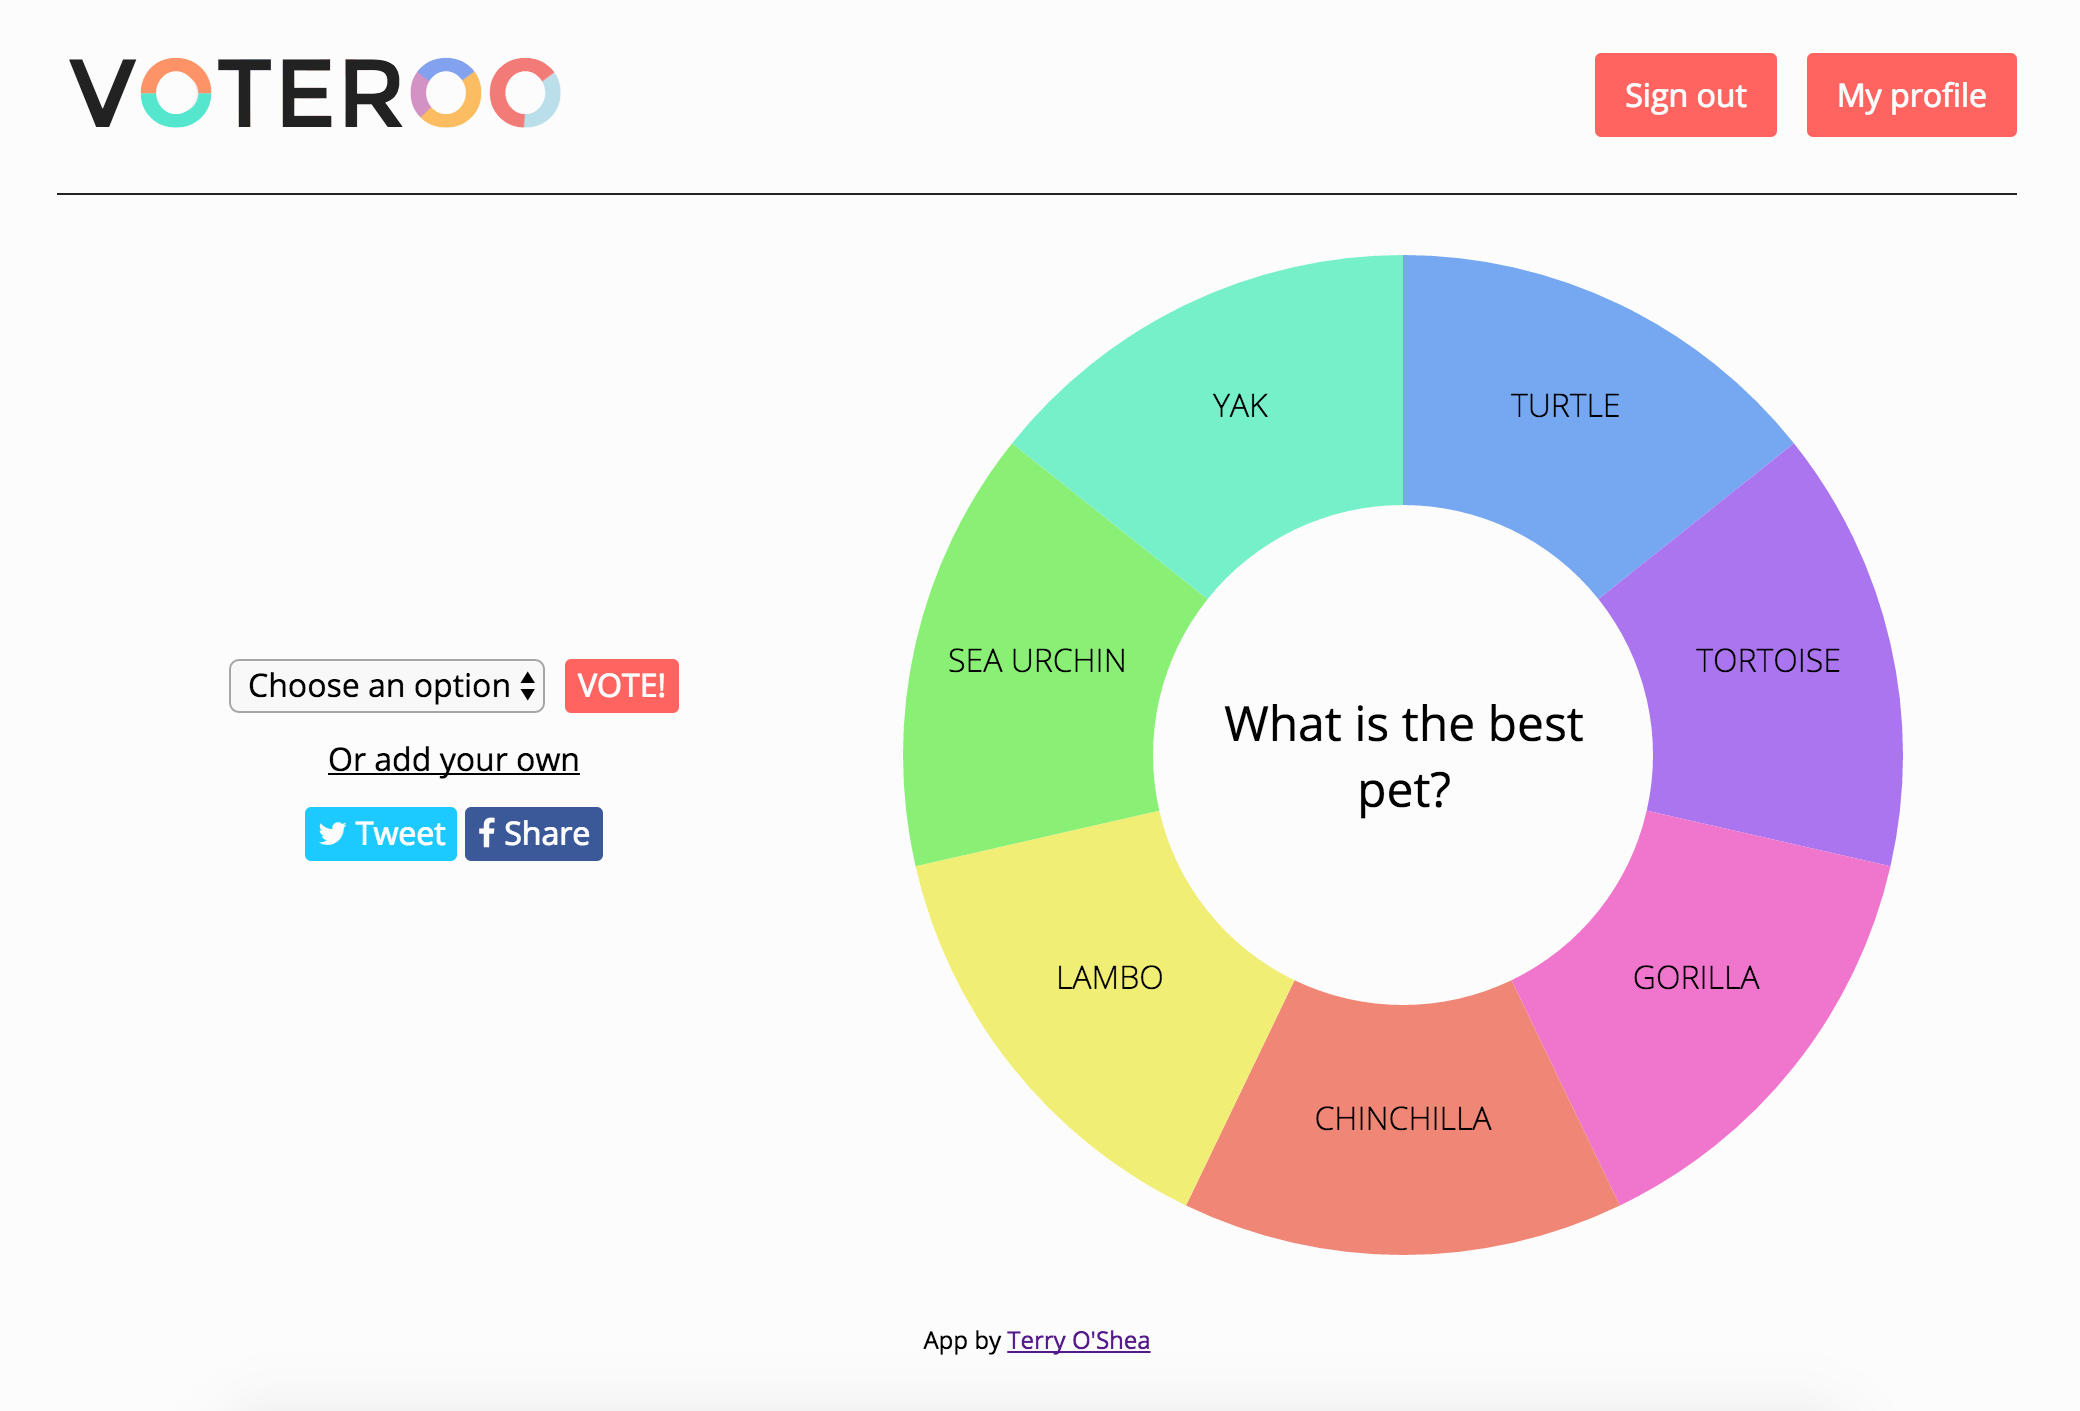 VOTEROO
Sign out
My profile
YAK
TURTLE
SEA URCHIN
TORTOISE
Choose an option
VOTE!
What is the best
pet?
Or add your own
Tweet
Share
LAMBO
GORILLA
CHINCHILLA
App by Terry O'Shea